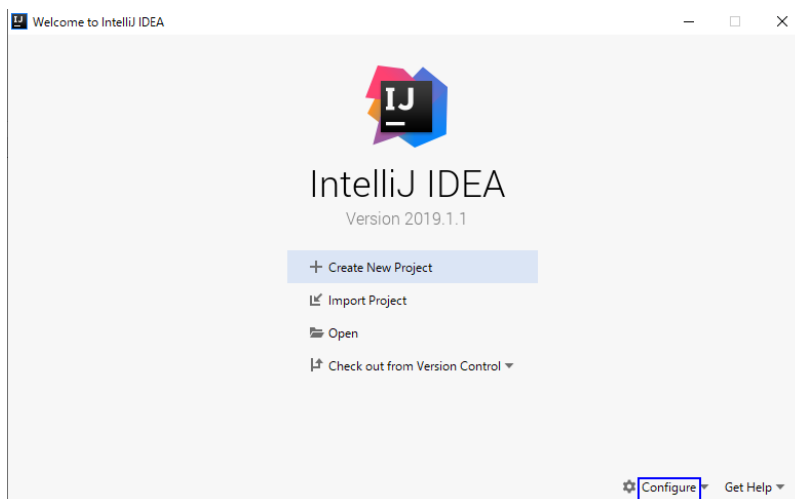 Welcome to IntelliJ IDEA
IJ
IntelliJ IDEA
Version 2019.1.1
Create New Project
Import Project
Open
Check out from Version Control
Configure Get Help